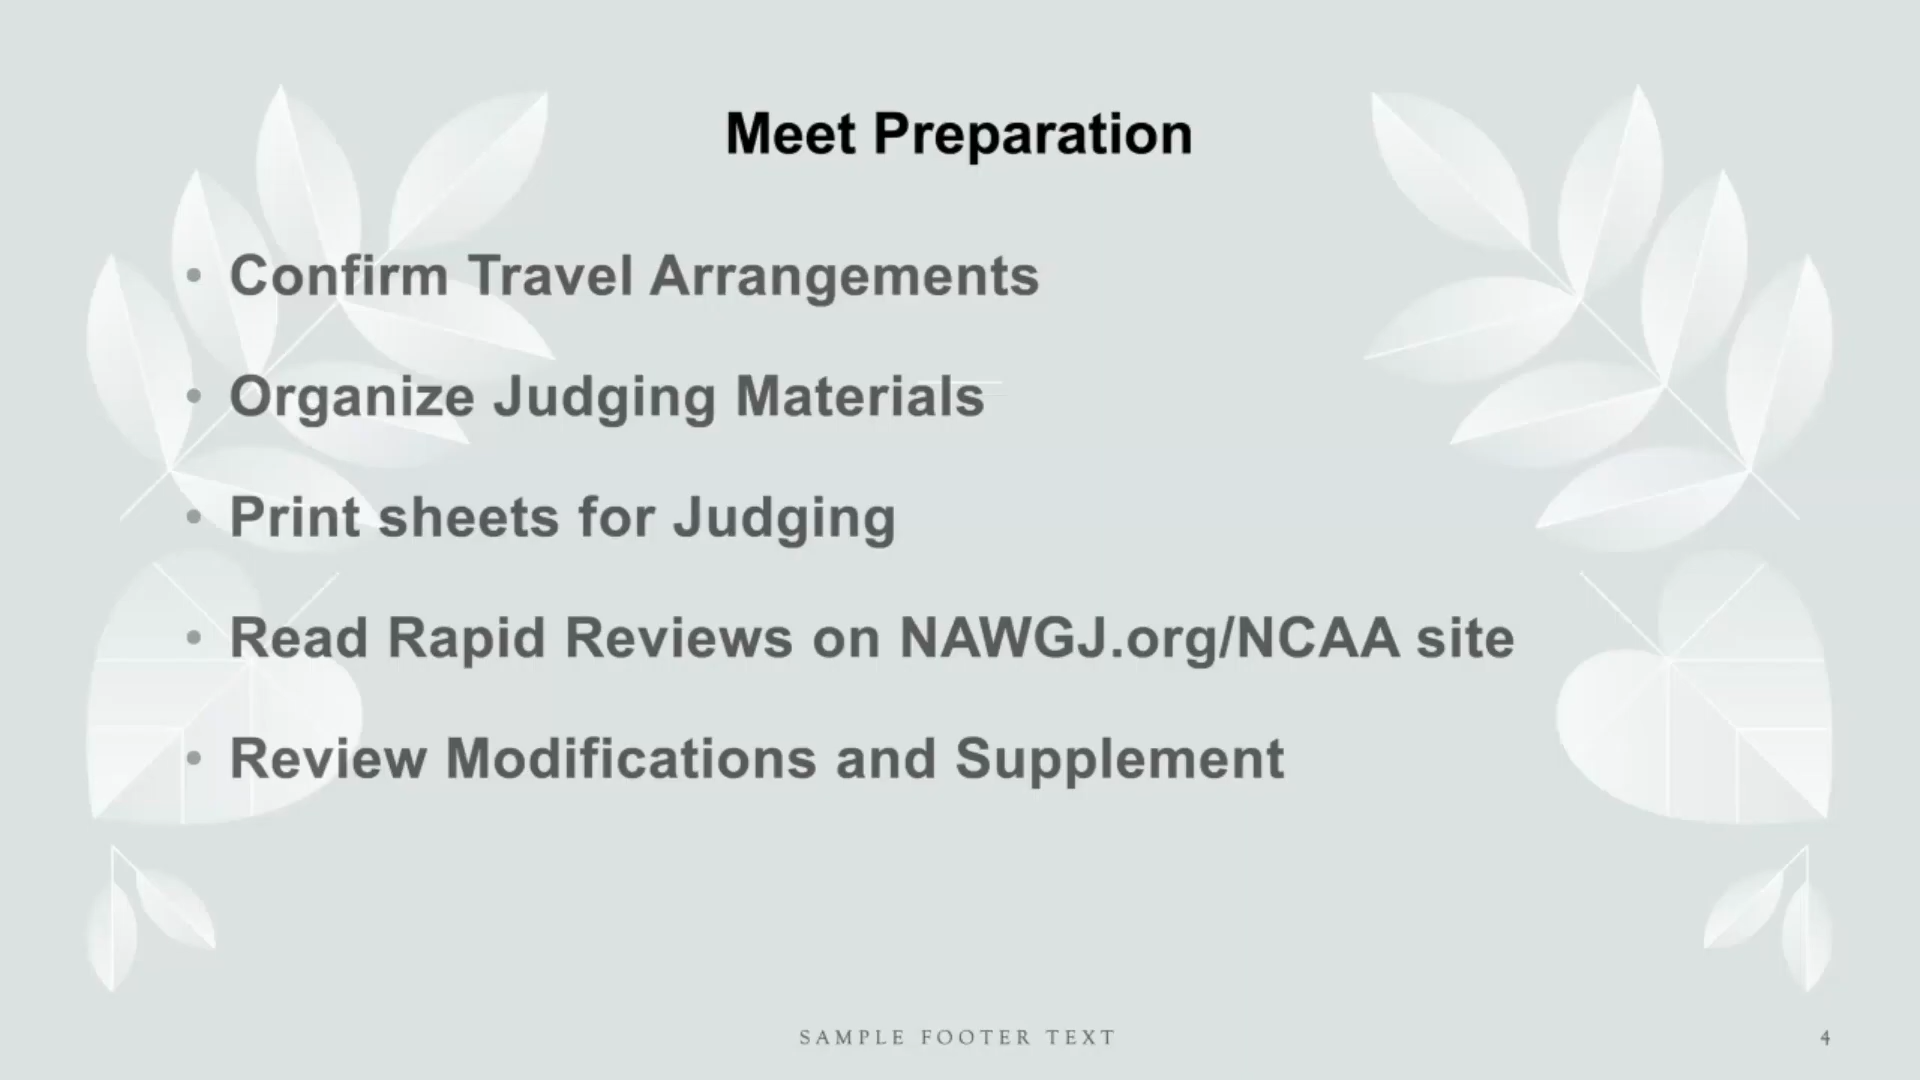 Meet Preparation
• Confirm Travel Arrangements
• Organize Judging Materials
• Print sheets for Judging
• Read Rapid Reviews on NAWGJ.org/NCAA site
• Review Modifications and Supplement
SAMPLE FOOTER TEXT
4